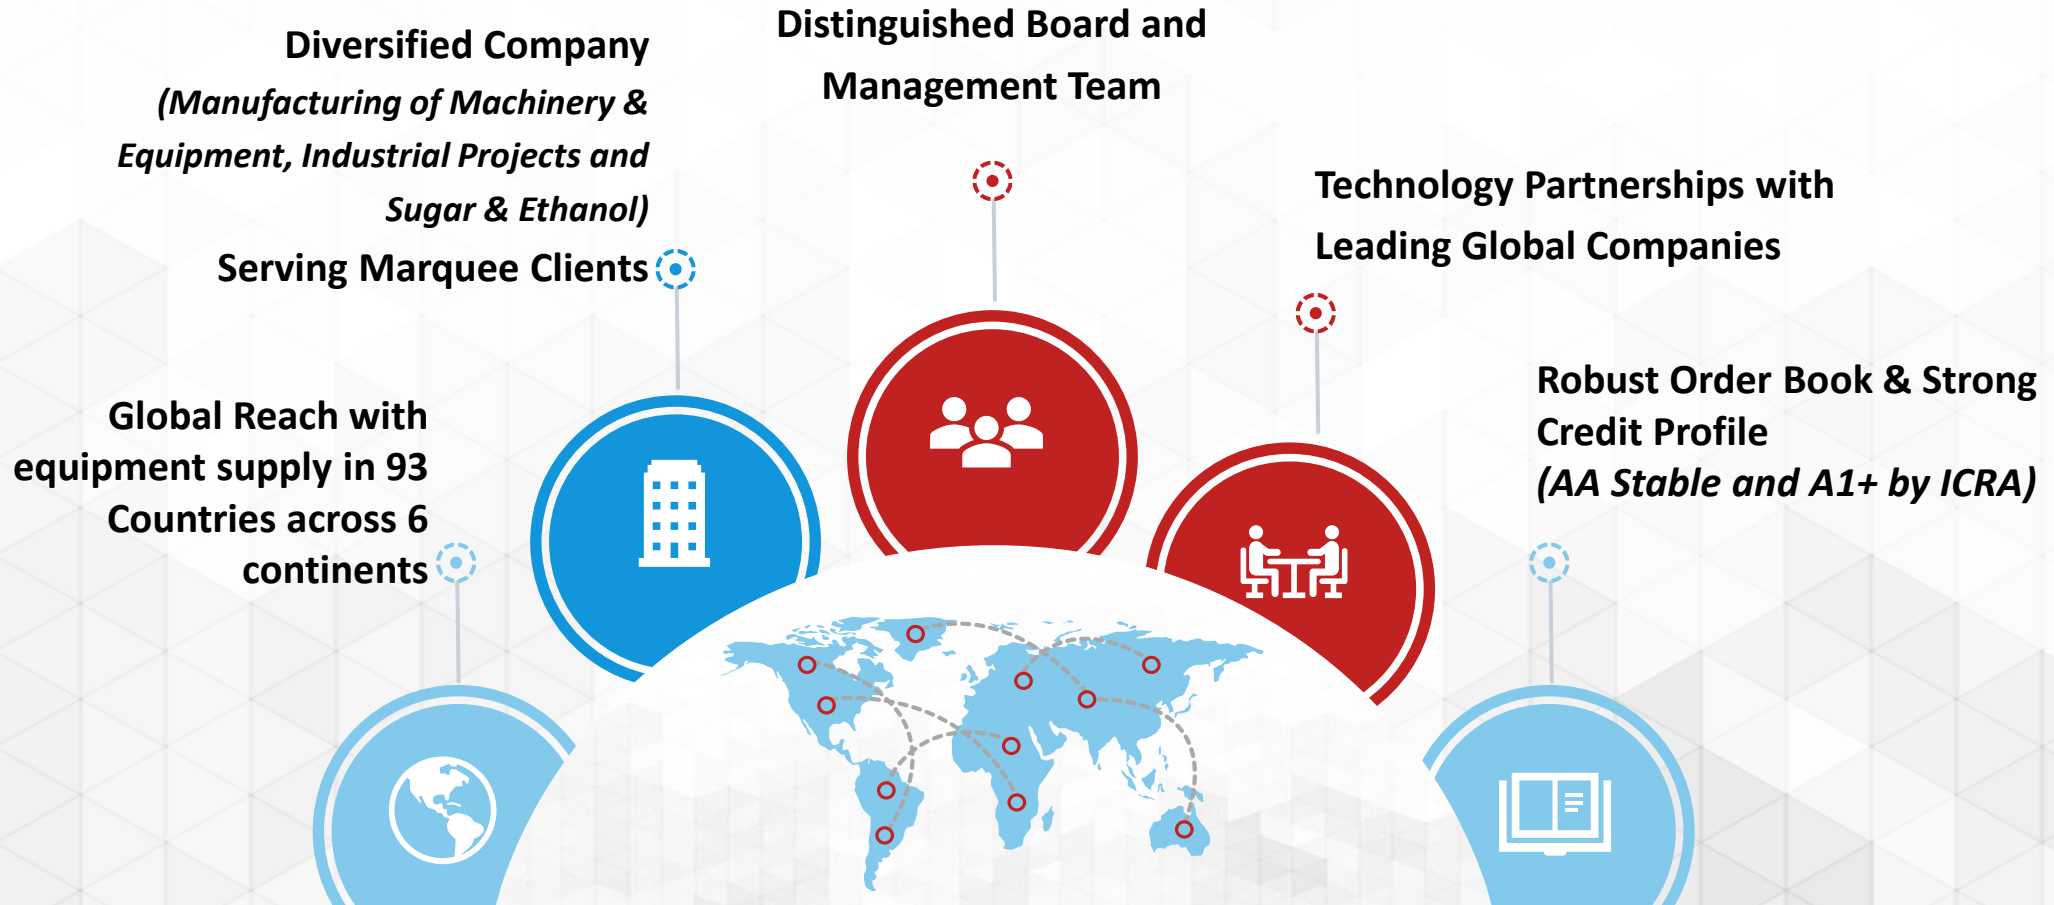 Global Reach with
equipment supply in 93
Countries across 6
continents
Diversified Company
(Manufacturing of Machinery &
Equipment, Industrial Projects and
Sugar & Ethanol)
Serving Marquee Clients
Distinguished Board and
Management Team
Technology Partnerships with
Leading Global Companies
Robust Order Book & Strong
Credit Profile
(AA Stable and A1+ by ICRA)